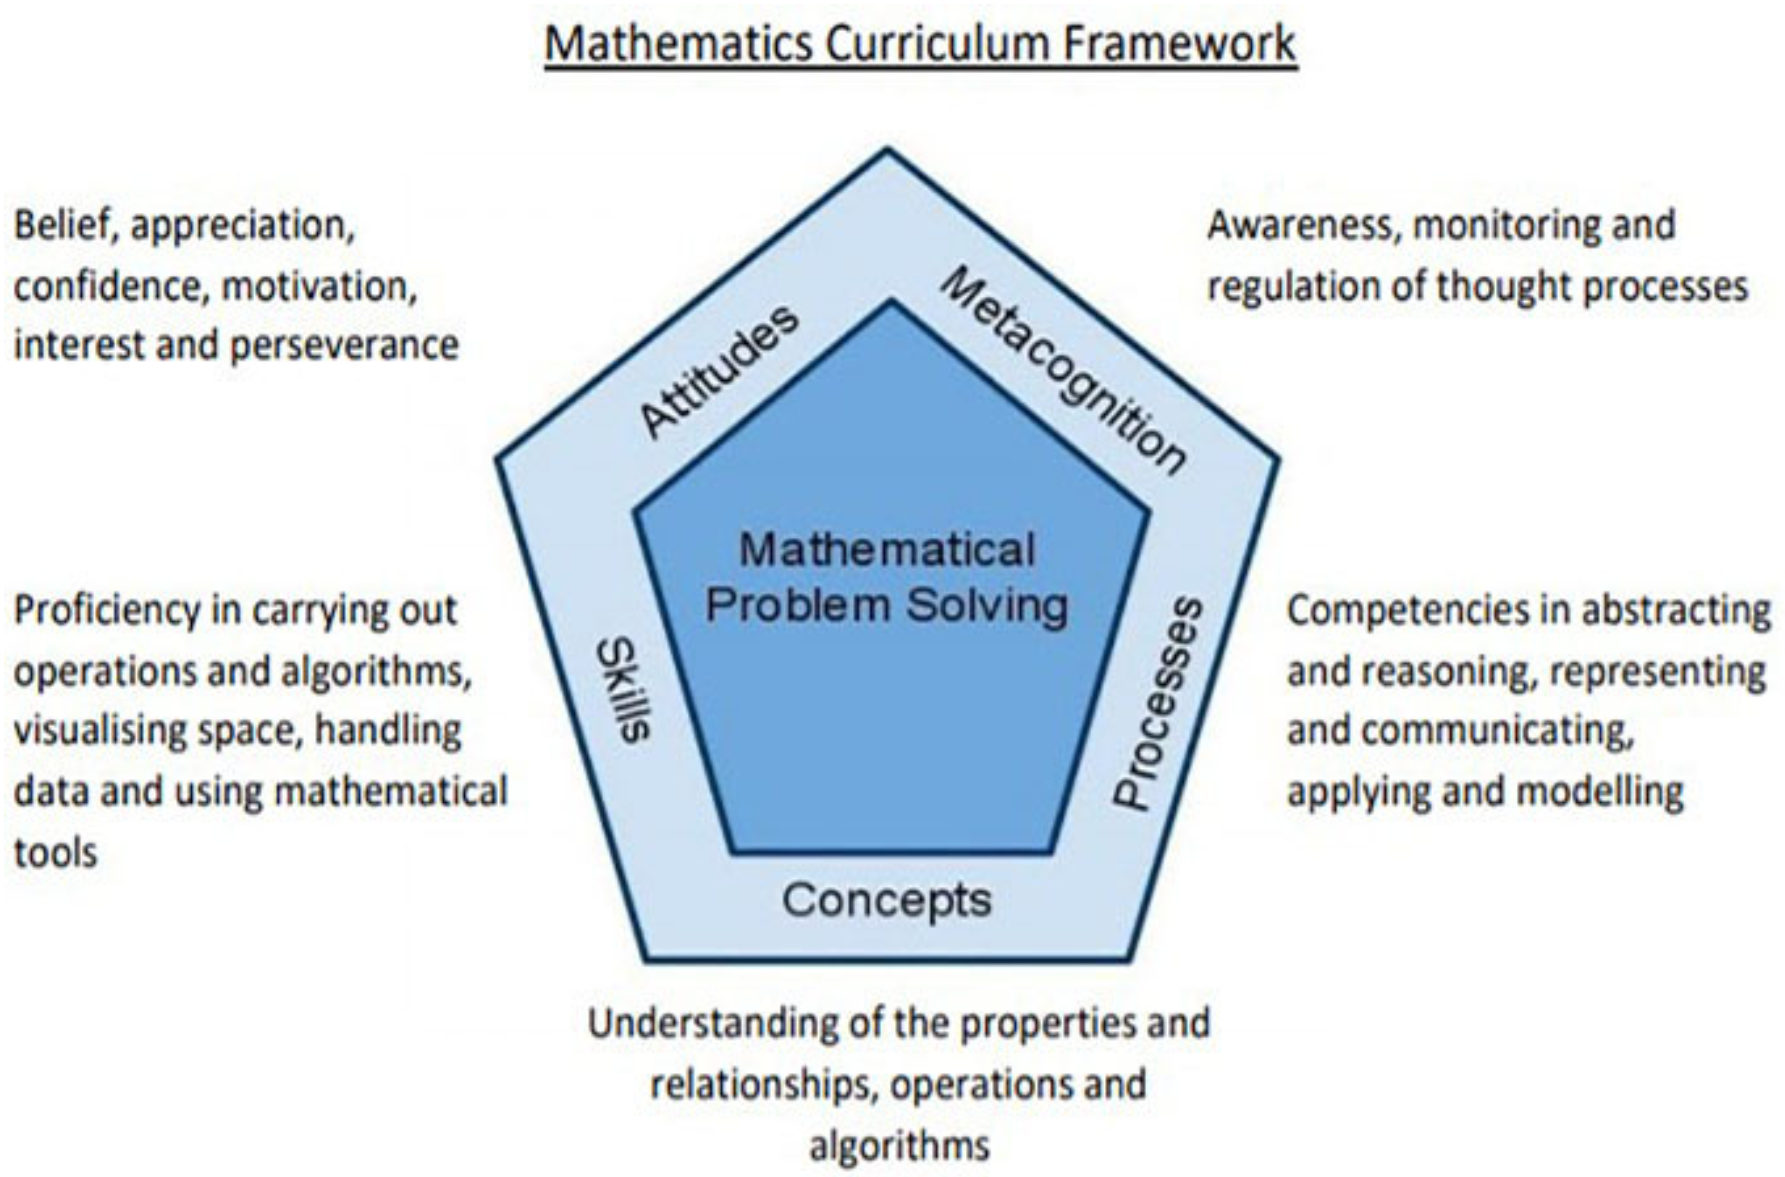 Mathematics Curriculum Framework
Belief, appreciation,
confidence, motivation,
interest and perseverance
Awareness, monitoring and
regulation of thought processes
Attitudes
Metacognition
Mathematical
Problem Solving
Proficiency in carrying out
operations and algorithms,
visualising space, handling
data and using mathematical
tools
Skills
Processes
Competencies in abstracting
and reasoning, representing
and communicating,
applying and modelling
Concepts
Understanding of the properties and
relationships, operations and
algorithms